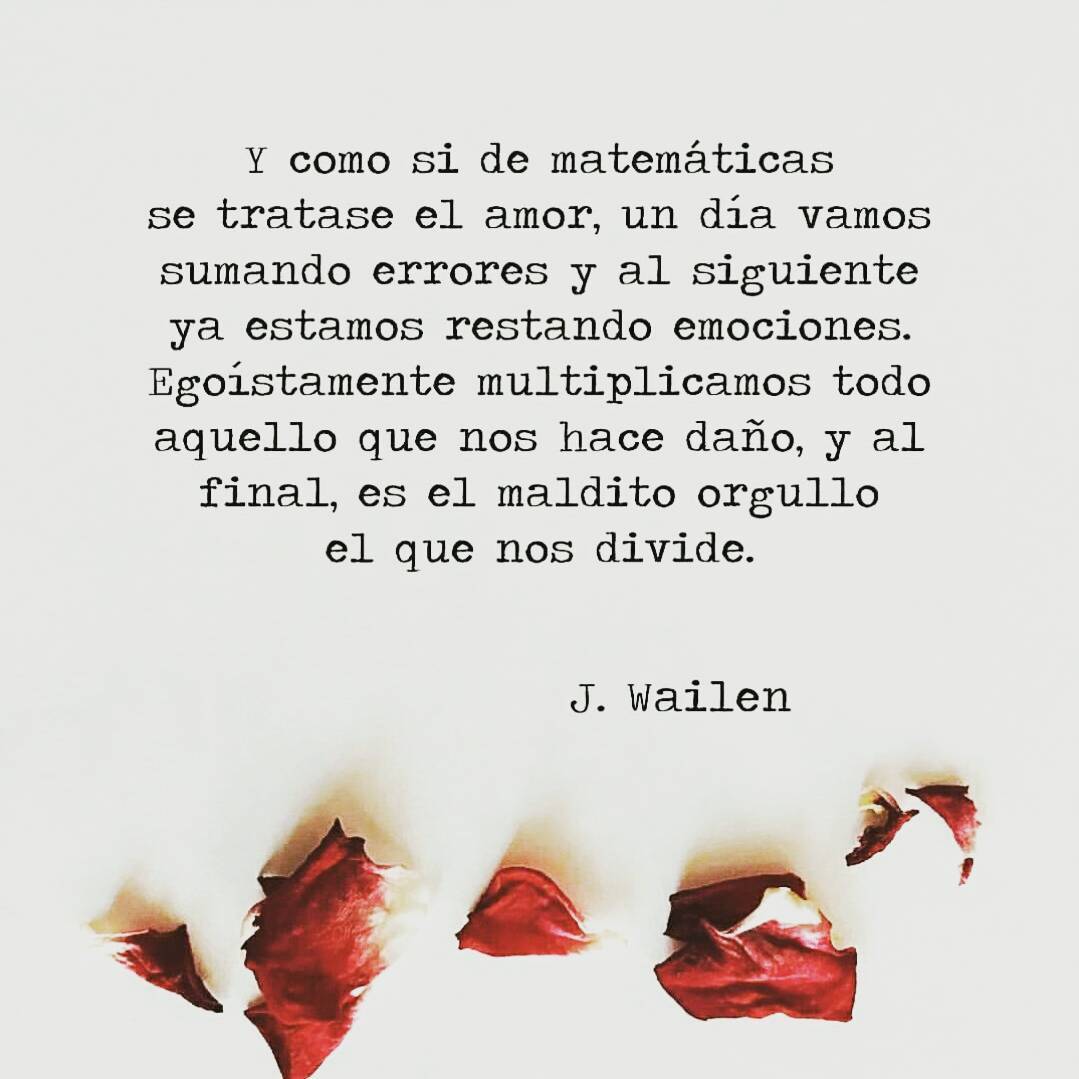 Y como si de matemáticas
se tratase el amor, un día vamos
sumando errores y al siguiente
ya estamos restando emociones.
Egoístamente multiplicamos todo
aquello que nos hace daño, y al
final, es el maldito orgullo
el que nos divide.
J. Wailen